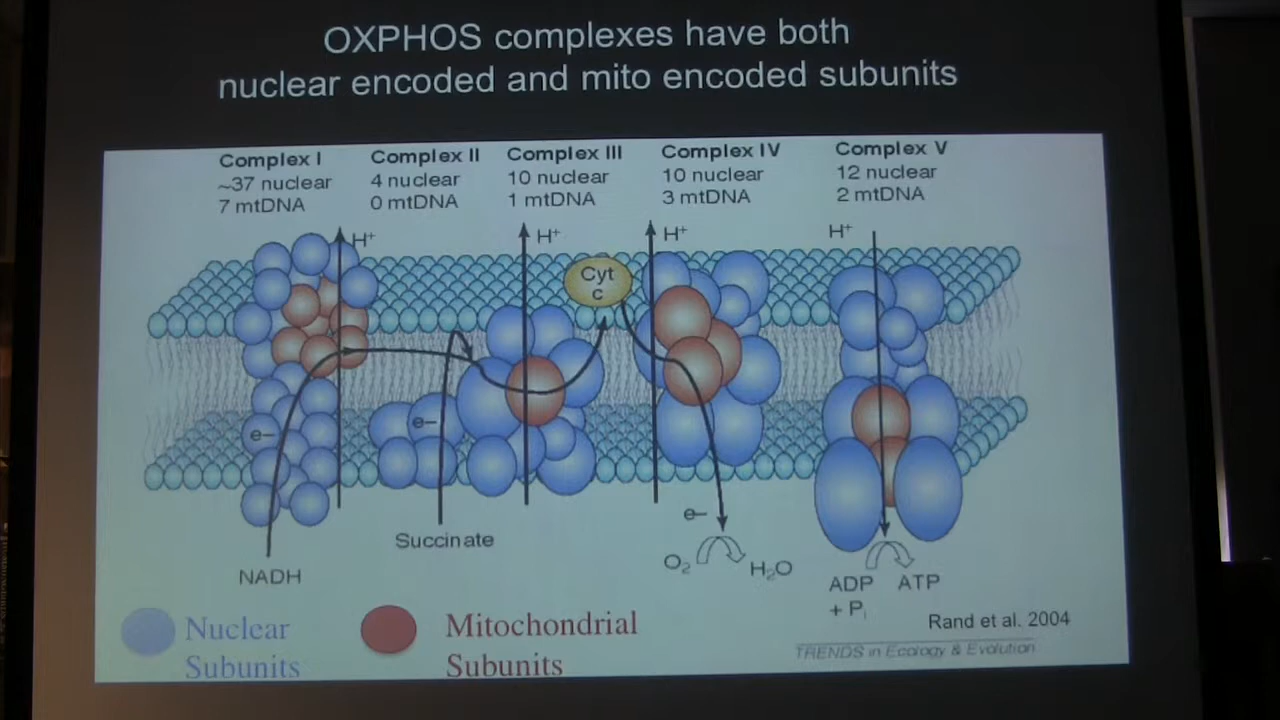 OXPHOS complexes have both
nuclear encoded and mito encoded subunits
Complex I
~37 nuclear
7 mtDNA
Complex II
4 nuclear
0 mtDNA
Complex III
10 nuclear
1 mtDNA
Complex IV
10 nuclear
3 mtDNA
Complex V
12 nuclear
2 mtDNA
H⁺
H⁺
H⁺
H⁺
Cyt
c
e–
e–
e–
Succinate
NADH
O₂
H₂O
ADP
+ Pᵢ
ATP
Nuclear
Subunits
Mitochondrial
Subunits
Rand et al. 2004
TRENDS in Ecology & Evolution